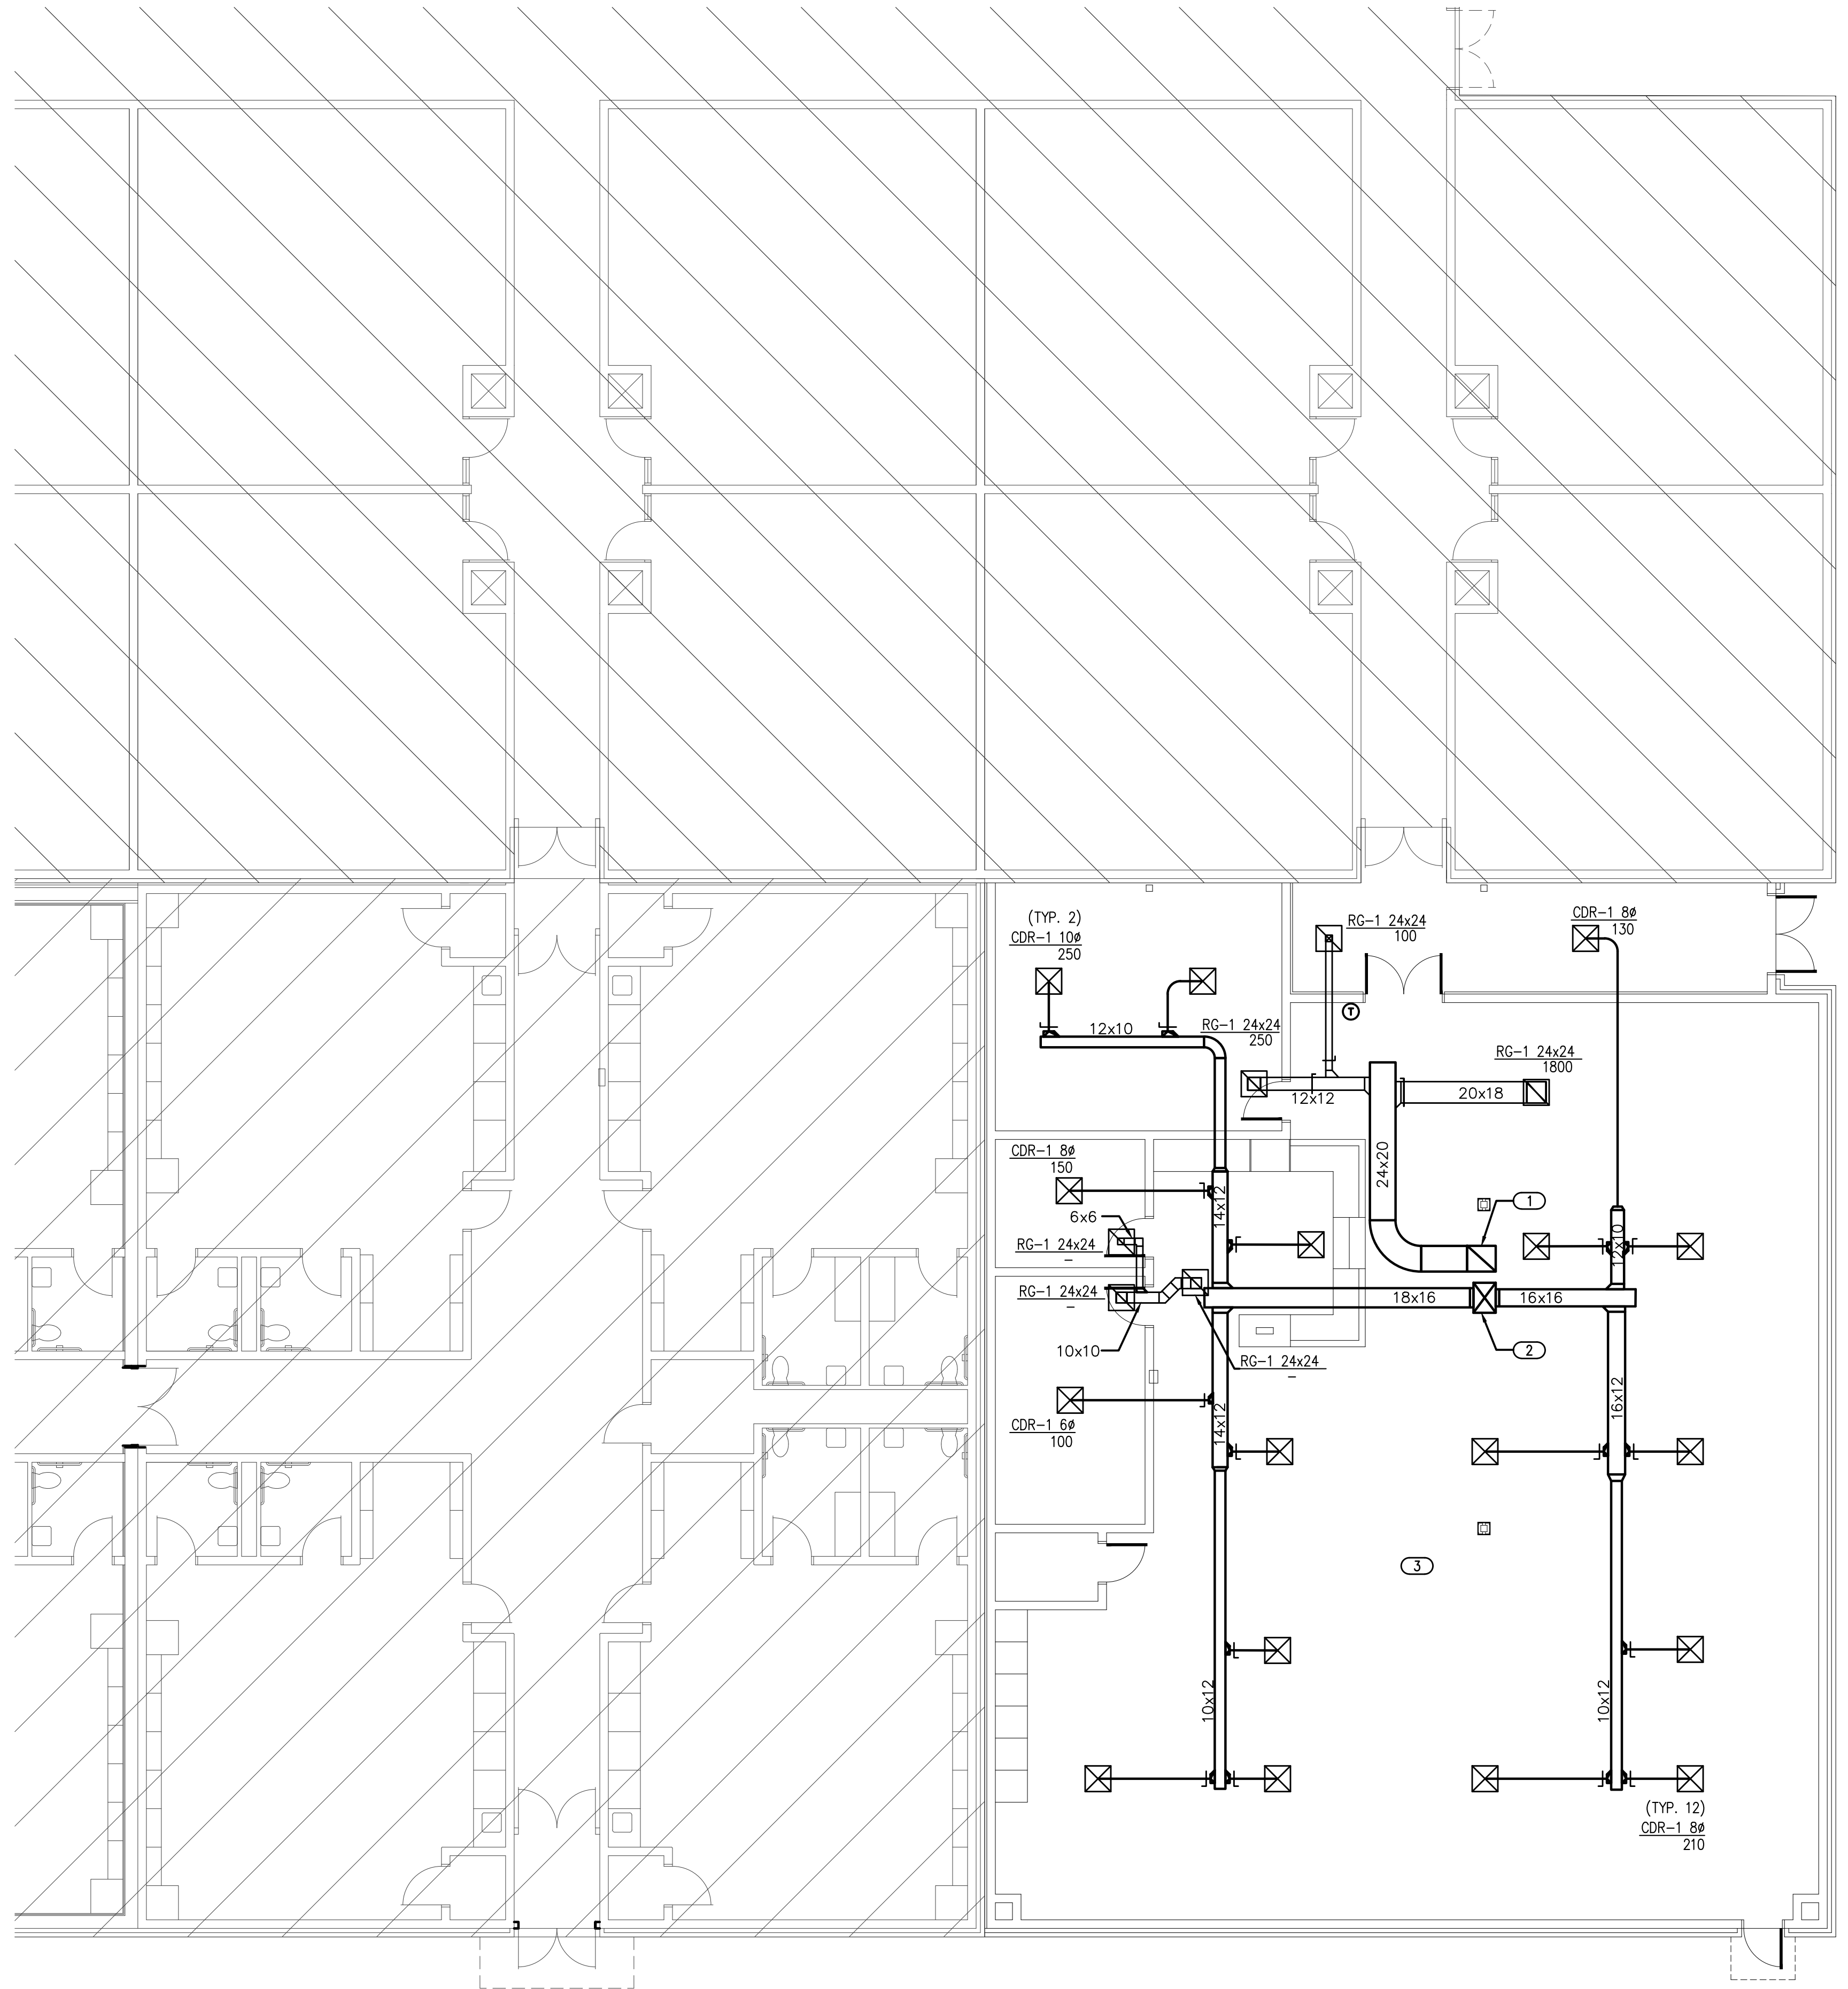 (TYP. 2)
CDR-1 10ø
250
RG-1 24x24
100
CDR-1 8ø
130
T
12x10
RG-1 24x24
250
RG-1 24x24
1800
12x12
20x18
24x20
CDR-1 8ø
150
14x12
6x6
RG-1 24x24
–
1
12x10
RG-1 24x24
–
18x16
16x16
10x10
RG-1 24x24
–
2
CDR-1 6ø
100
14x12
16x12
3
10x12
10x12
(TYP. 12)
CDR-1 8ø
210